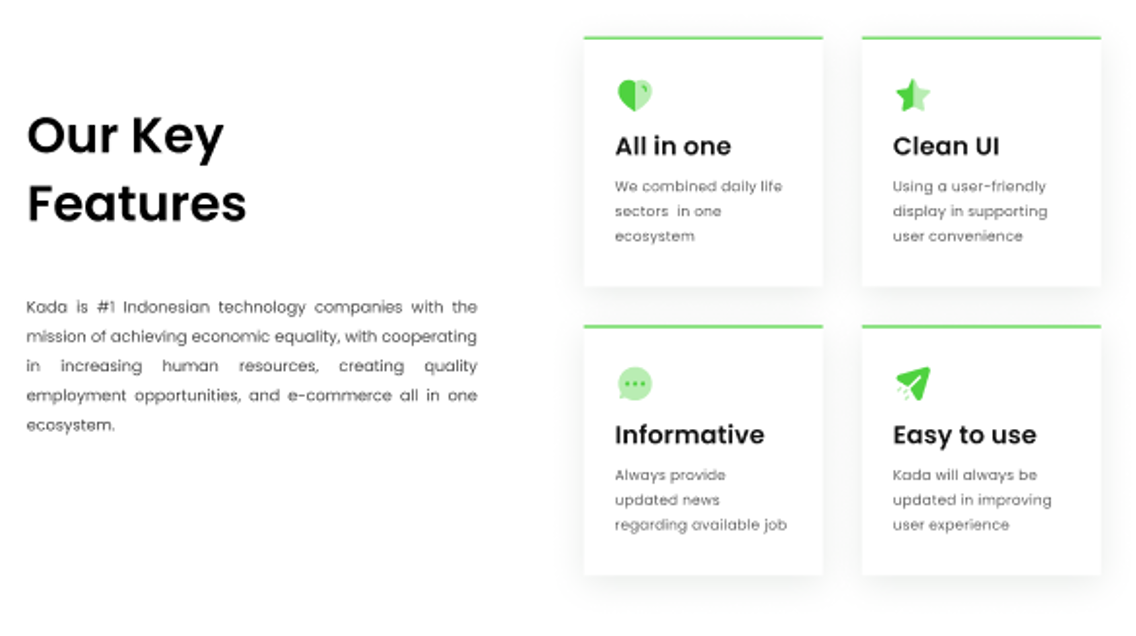 Our Key
Features
Kada is #1 Indonesian technology companies with the
mission of achieving economic equality, with cooperating
in increasing human resources, creating quality
employment opportunities, and e-commerce all in one
ecosystem.
All in one
We combined daily life
sectors in one
ecosystem
Clean UI
Using a user-friendly
display in supporting
user convenience
Informative
Always provide
updated news
regarding available job
Easy to use
Kada will always be
updated in improving
user experience